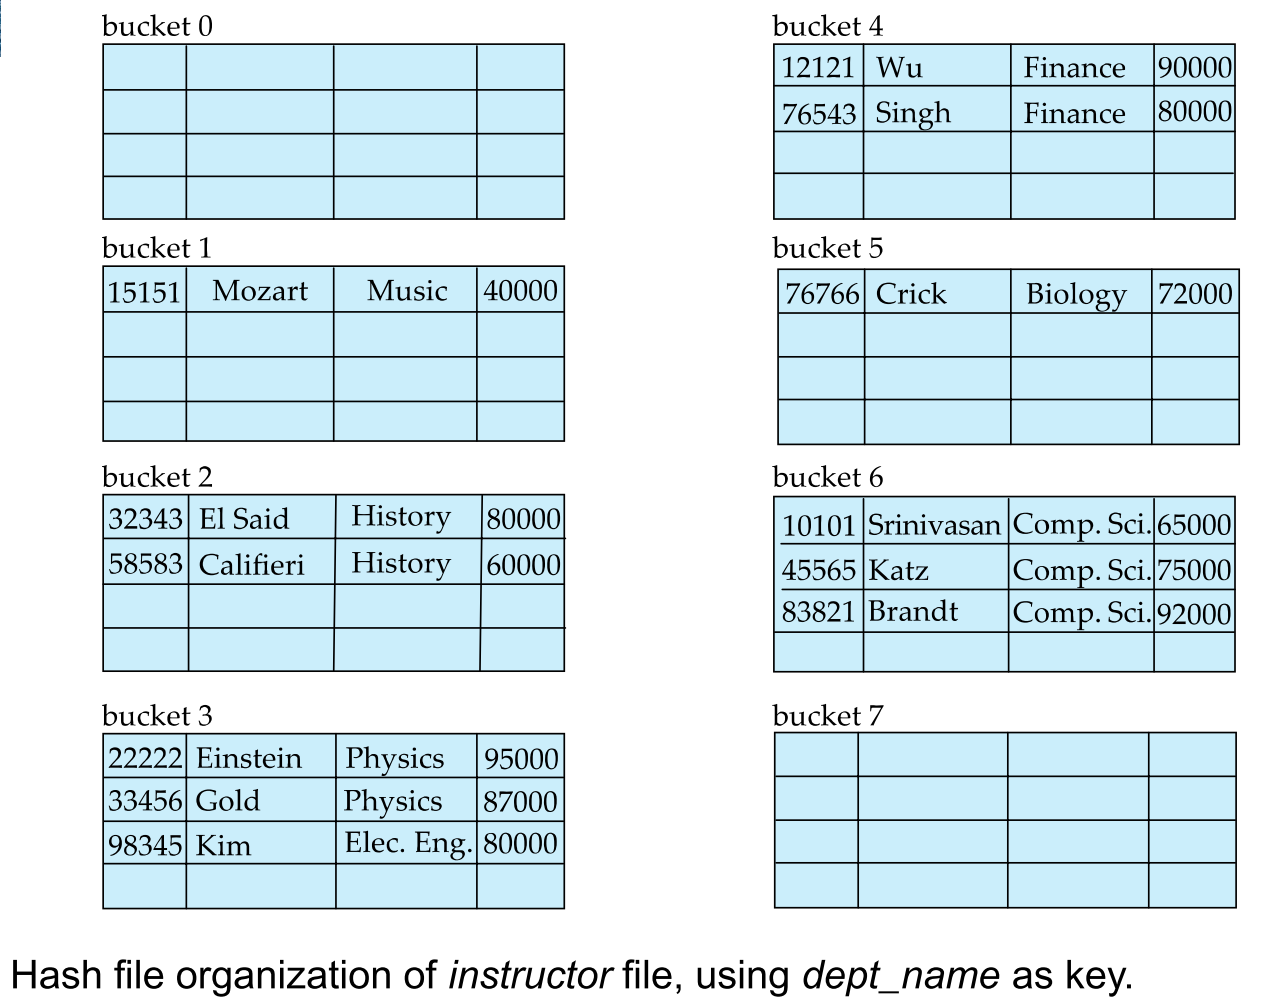 bucket 0
bucket 1
15151 Mozart Music 40000
bucket 2
32343 El Said History 80000
58583 Califieri History 60000
bucket 3
22222 Einstein Physics 95000
33456 Gold Physics 87000
98345 Kim Elec. Eng. 80000
bucket 4
12121 Wu Finance 90000
76543 Singh Finance 80000
bucket 5
76766 Crick Biology 72000
bucket 6
10101 Srinivasan Comp. Sci. 65000
45565 Katz Comp. Sci. 75000
83821 Brandt Comp. Sci. 92000
bucket 7
Hash file organization of instructor file, using dept_name as key.